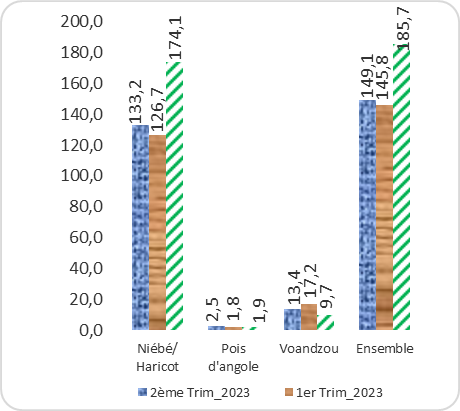 200,0
180,0
160,0
140,0
120,0
100,0
80,0
60,0
40,0
20,0
0,0
133,2
126,7
174,1
2,5
1,8
1,9
13,4
17,2
9,7
149,1
145,8
185,7
Niébé/
Haricot
Pois
d'angole
Voandzou
Ensemble
2ème Trim_2023
1er Trim_2023